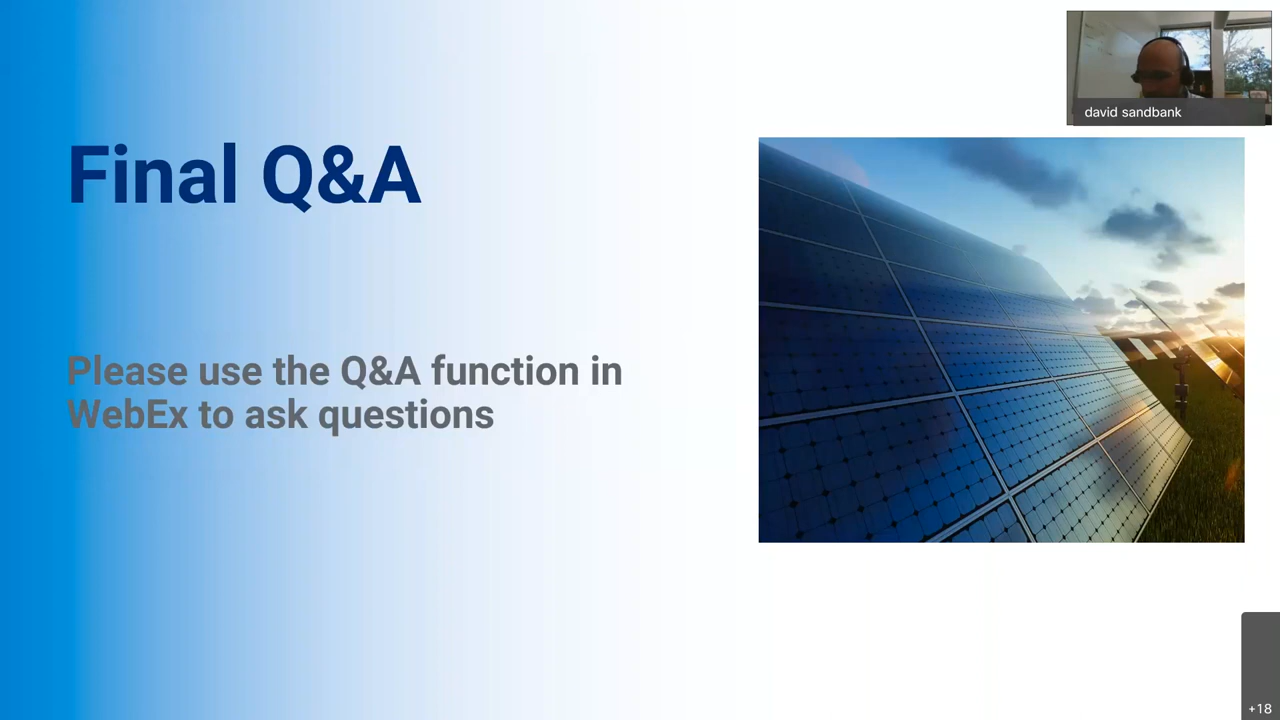 david sandbank
Final Q&A
Please use the Q&A function in
WebEx to ask questions
+18